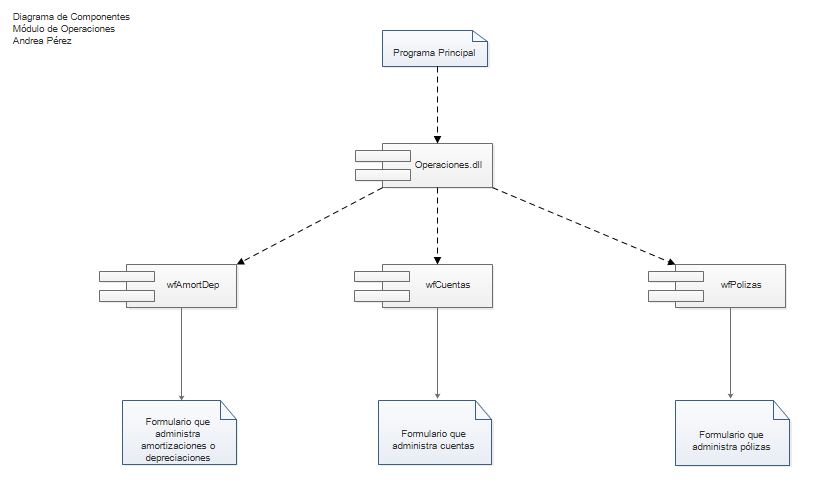 Diagrama de Componentes
Módulo de Operaciones
Andrea Pérez
Programa Principal
Operaciones.dll
wfAmortDep
wfCuentas
wfPolizas
Formulario que
administra
amortizaciones o
depreciaciones
Formulario que
administra cuentas
Formulario que
administra pólizas